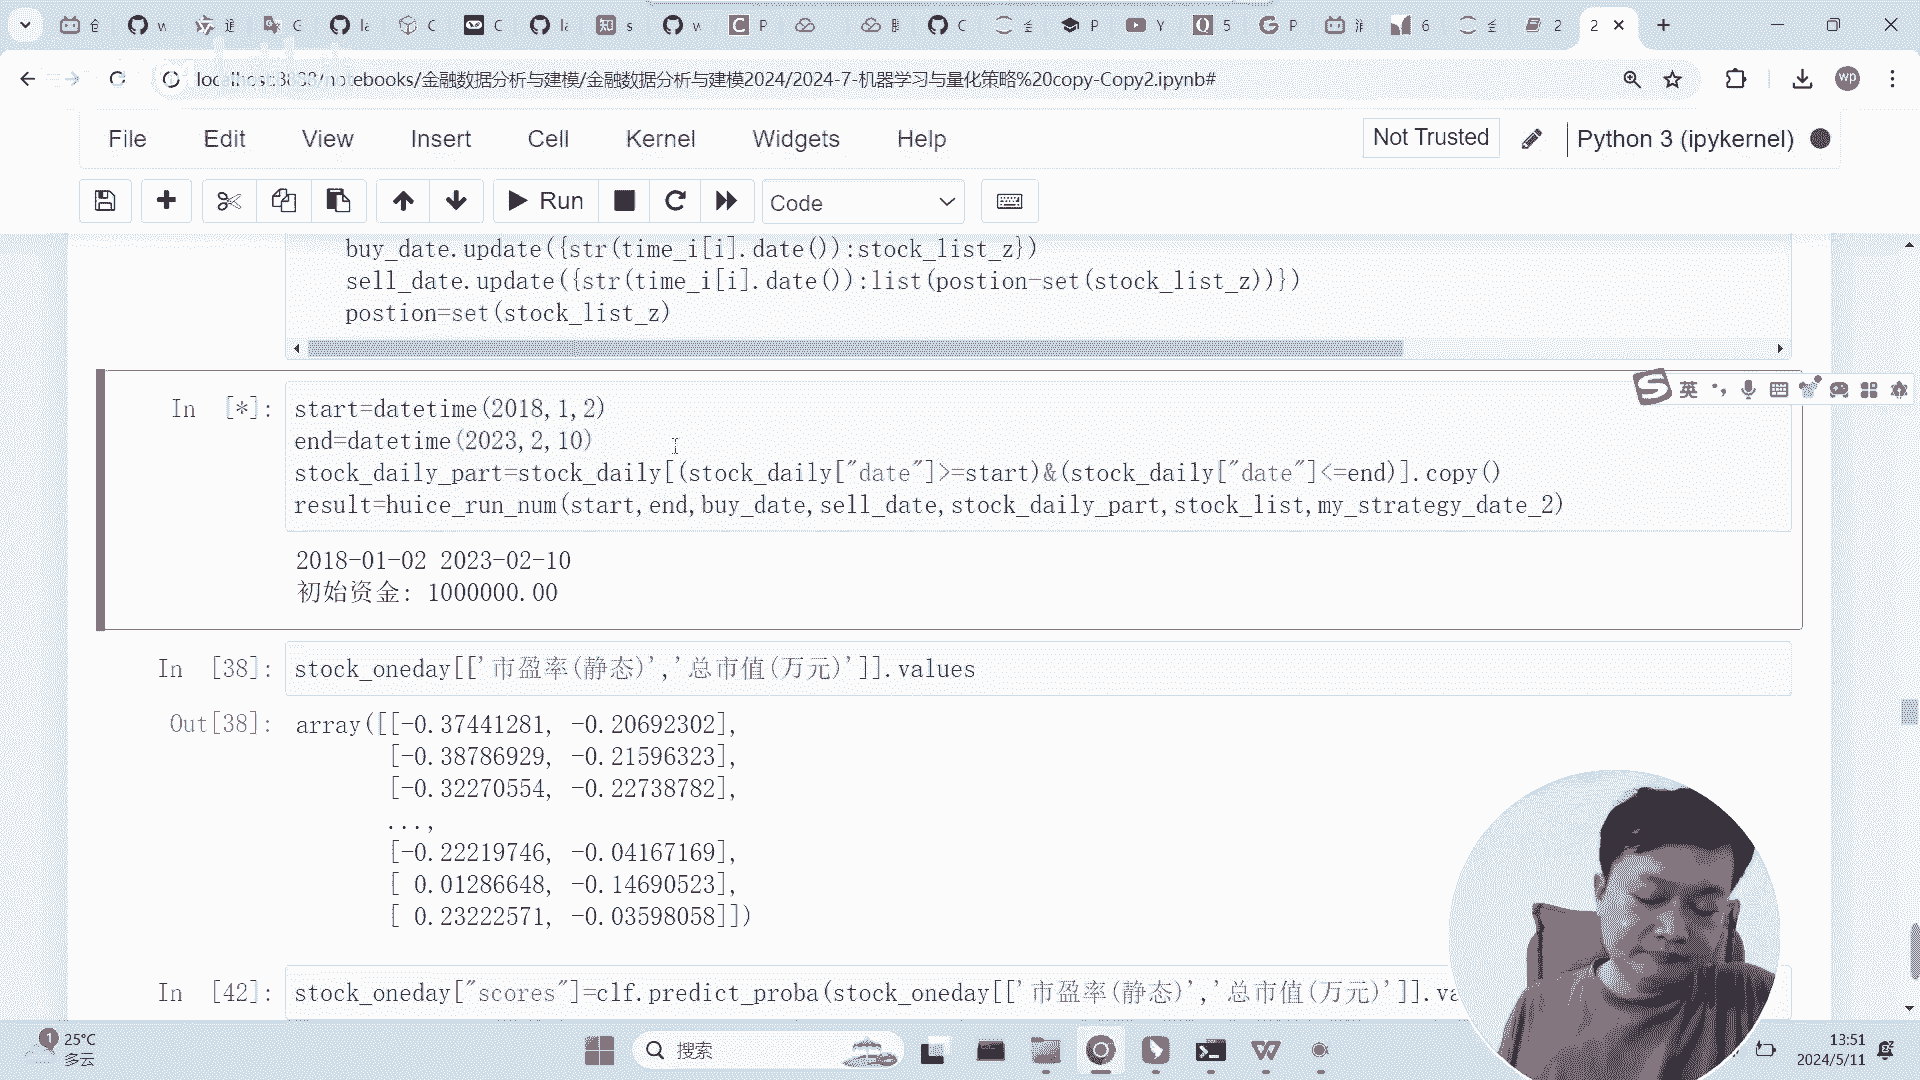 localhost:8888/notebooks/金融数据分析与建模/金融数据分析与建模2024/2024-7-机器学习与量化策略%20copy-Copy2.ipynb#
wp
File Edit View Insert Cell Kernel Widgets Help
Not Trusted
Python 3 (ipykernel)
Run
Code
buy_date.update({str(time_i[i].date()):stock_list_z})
sell_date.update({str(time_i[i].date()):list(postion-set(stock_list_z))})
postion=set(stock_list_z)
In [*]:
start=datetime(2018,1,2)
end=datetime(2023,2,10)
stock_daily_part=stock_daily[(stock_daily["date"]>=start)&(stock_daily["date"]<=end)].copy()
result=huice_run_num(start,end,buy_date,sell_date,stock_daily_part,stock_list,my_strategy_date_2)
英
2018-01-02 2023-02-10
初始资金: 1000000.00
In [38]:
stock_oneday[['市盈率(静态)','总市值(万元)']].values
Out[38]:
array([[-0.37441281, -0.20692302],
[-0.38786929, -0.21596323],
[-0.32270554, -0.22738782],
...,
[-0.22219746, -0.04167169],
[ 0.01286648, -0.14690523],
[ 0.23222571, -0.03598058]])
In [42]:
stock_oneday["scores"]=clf.predict_proba(stock_oneday[['市盈率(静态)','总市值(万元)']].va
1
25°C
多云
搜索
13:51
2024/5/11